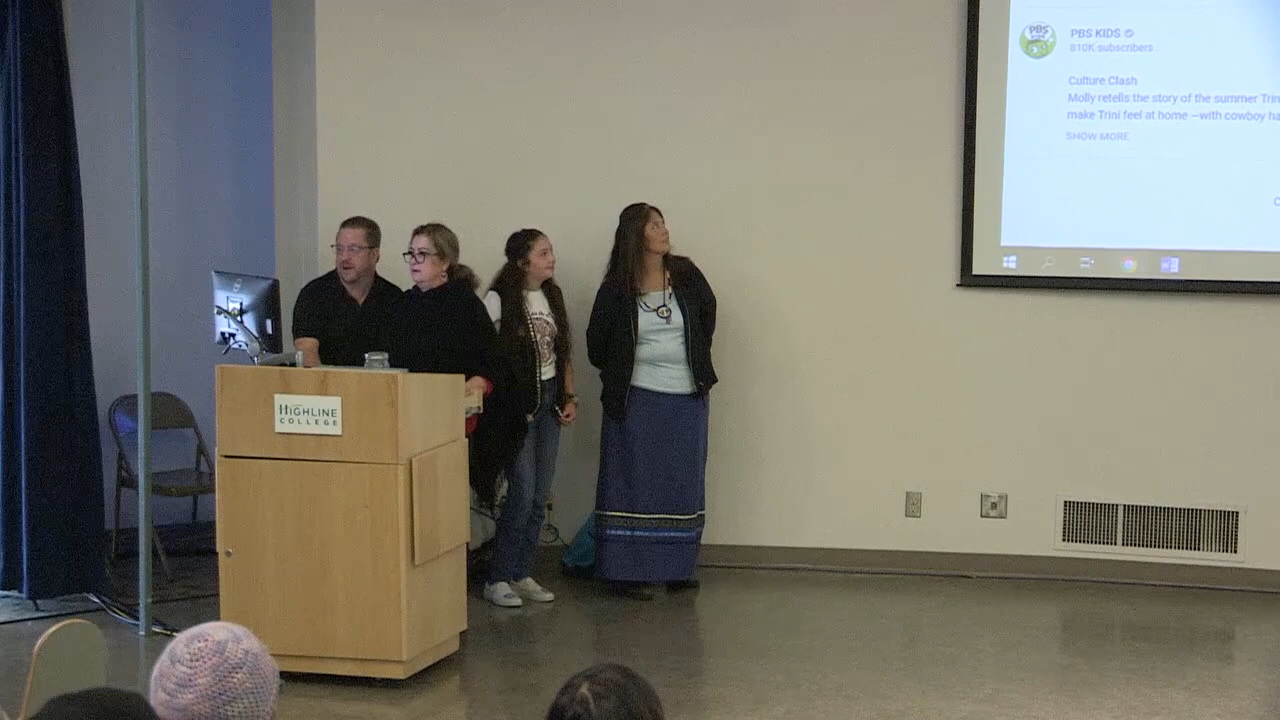 PBS KIDS
810K subscribers
Culture Clash
Molly retells the story of the summer Trin
make Trini feel at home —with cowboy ha
SHOW MORE
C
PBS
HIGHLINE
COLLEGE